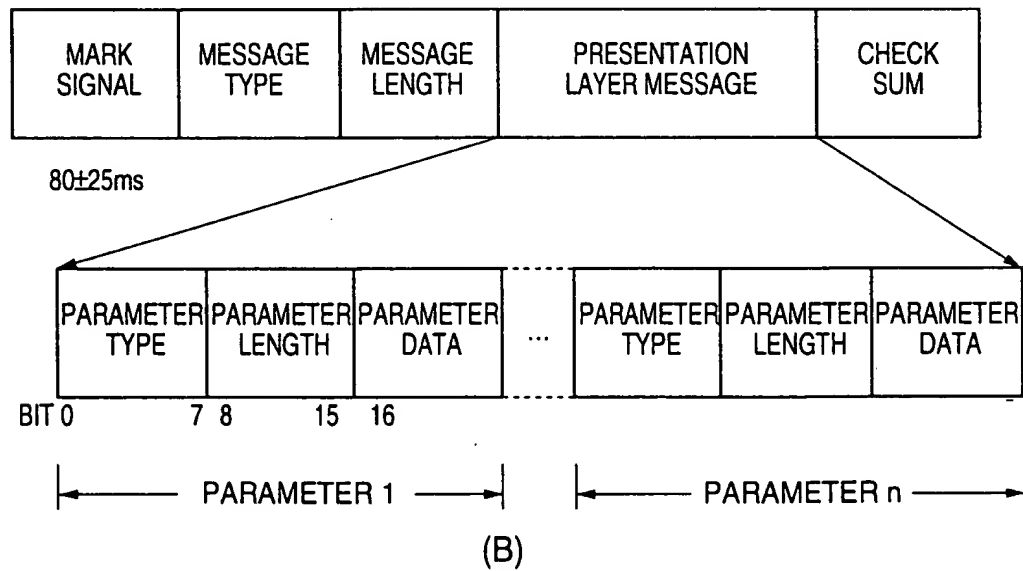 MARK SIGNAL
MESSAGE TYPE
MESSAGE LENGTH
PRESENTATION LAYER MESSAGE
CHECK SUM
80±25ms
PARAMETER TYPE
PARAMETER LENGTH
PARAMETER DATA
...
PARAMETER TYPE
PARAMETER LENGTH
PARAMETER DATA
BIT 0 7 8 15 16
PARAMETER 1
PARAMETER n
(B)